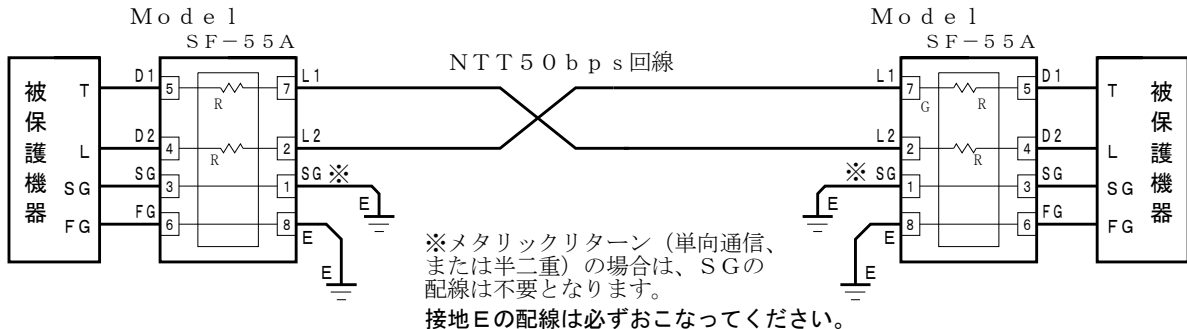 Ｍｏｄｅｌ
ＳＦ－５５Ａ
被保護機器
T
L
SG
FG
D1
D2
SG
FG
5
4
3
6
R
R
7
2
1
8
L1
L2
SG ※
E
E
E
ＮＴＴ５０ｂｐｓ回線
※メタリックリターン（単向通信、
または半二重）の場合は、ＳＧの
配線は不要となります。
接地Ｅの配線は必ずおこなってください。
Ｍｏｄｅｌ
ＳＦ－５５Ａ
L1
L2
※ SG
E
E
E
7
2
1
8
G
R
R
5
4
3
6
D1
D2
SG
FG
T
L
SG
FG
被保護機器